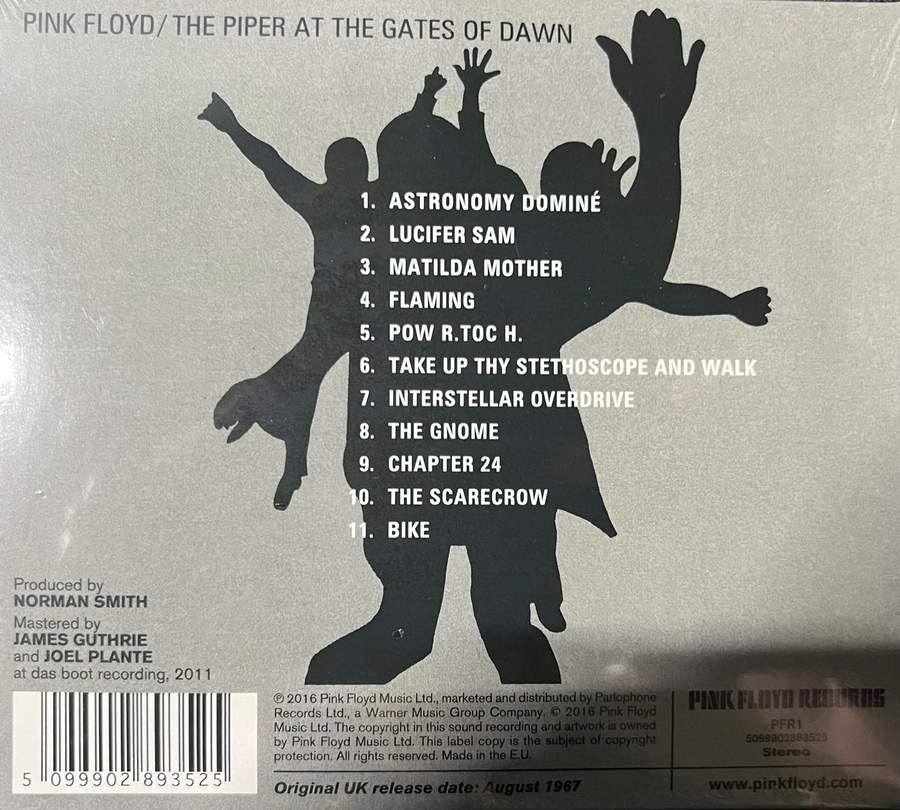 PINK FLOYD/ THE PIPER AT THE GATES OF DAWN
1. ASTRONOMY DOMINÉ
2. LUCIFER SAM
3. MATILDA MOTHER
4. FLAMING
5. POW R.TOC H.
6. TAKE UP THY STETHOSCOPE AND WALK
7. INTERSTELLAR OVERDRIVE
8. THE GNOME
9. CHAPTER 24
10. THE SCARECROW
11. BIKE
Produced by
NORMAN SMITH
Mastered by
JAMES GUTHRIE
and JOEL PLANTE
at das boot recording, 2011
5 099902 893525
℗ 2016 Pink Floyd Music Ltd., marketed and distributed by Parlophone
Records Ltd., a Warner Music Group Company, © 2016 Pink Floyd
Music Ltd. The copyright in this sound recording and artwork is owned
by Pink Floyd Music Ltd. This label copy is the subject of copyright
protection. All rights reserved. Made in the E.U.
Original UK release date: August 1967
PINK FLOYD RECORDS
PFR1
5099902893525
Stereo
www.pinkfloyd.com